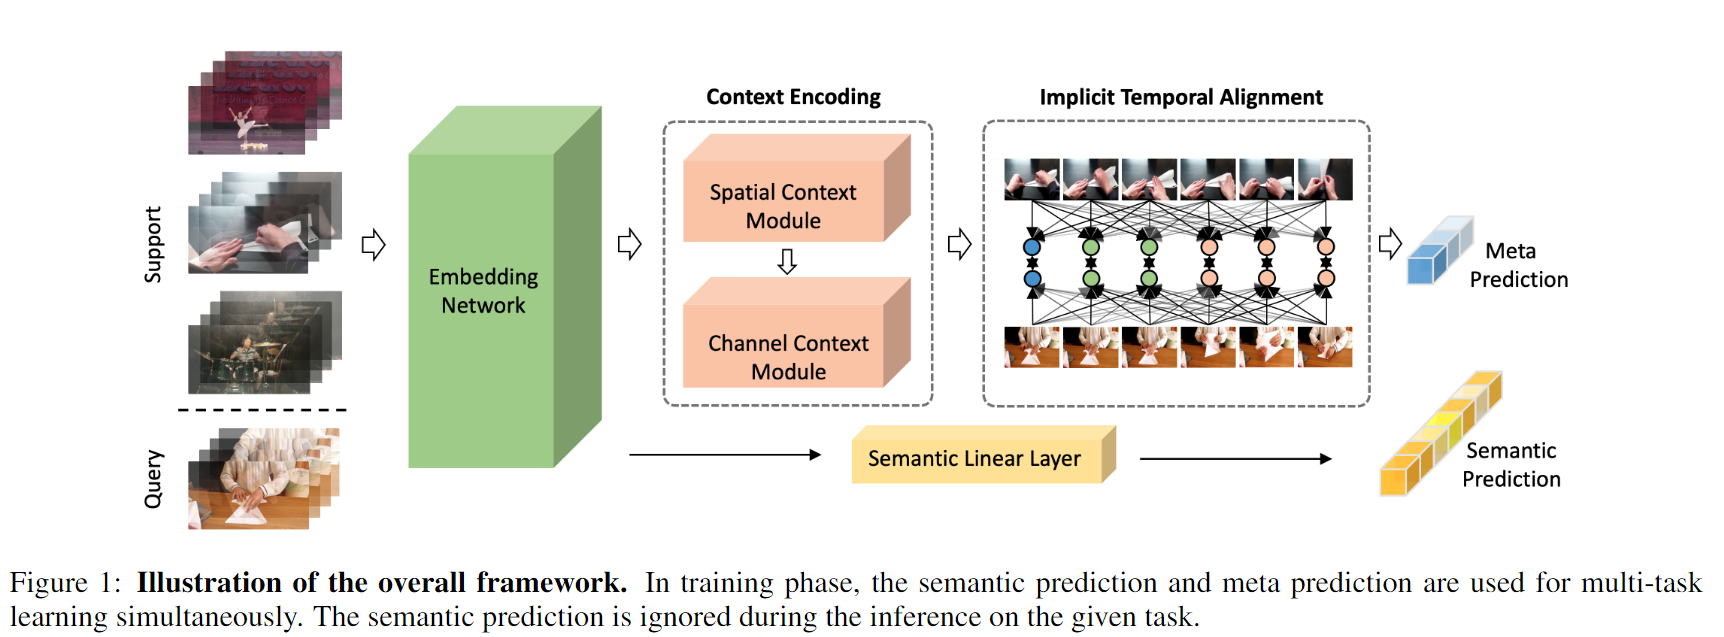 Context Encoding
Implicit Temporal Alignment
Support
Query
Embedding
Network
Spatial Context
Module
Channel Context
Module
Meta
Prediction
Semantic Linear Layer
Semantic
Prediction
Figure 1: Illustration of the overall framework. In training phase, the semantic prediction and meta prediction are used for multi-task
learning simultaneously. The semantic prediction is ignored during the inference on the given task.